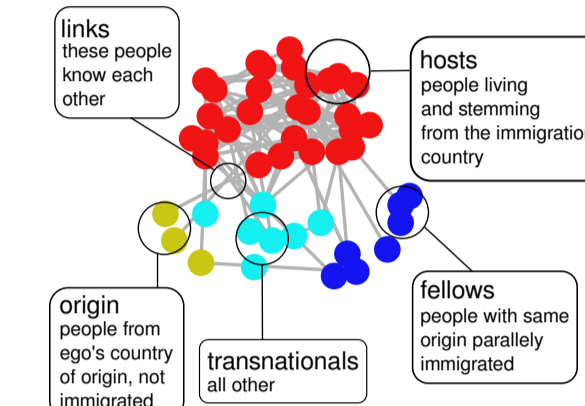 links
these people
know each
other
hosts
people living
and stemming
from the immigratio
country
origin
people from
ego's country
of origin, not
immigrated
transnationals
all other
fellows
people with same
origin parallely
immigrated